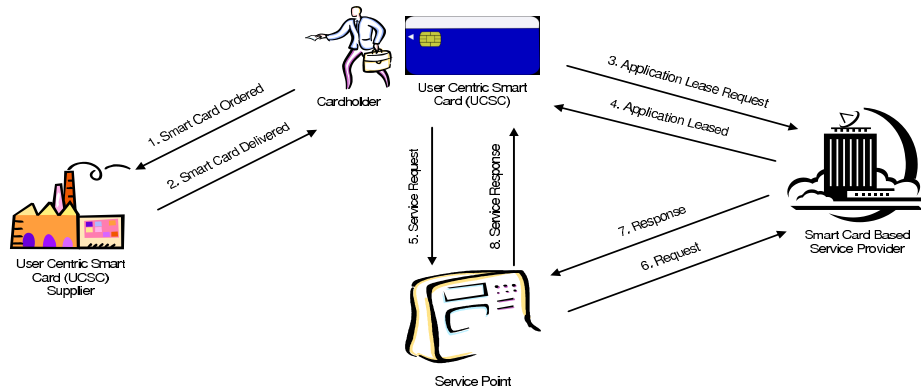 Cardholder
User Centric Smart
Card (UCSC)
1. Smart Card Ordered
2. Smart Card Delivered
3. Application Lease Request
4. Application Leased
User Centric Smart
Card (UCSC)
Supplier
5. Service Request
8. Service Response
7. Response
6. Request
Smart Card Based
Service Provider
Service Point